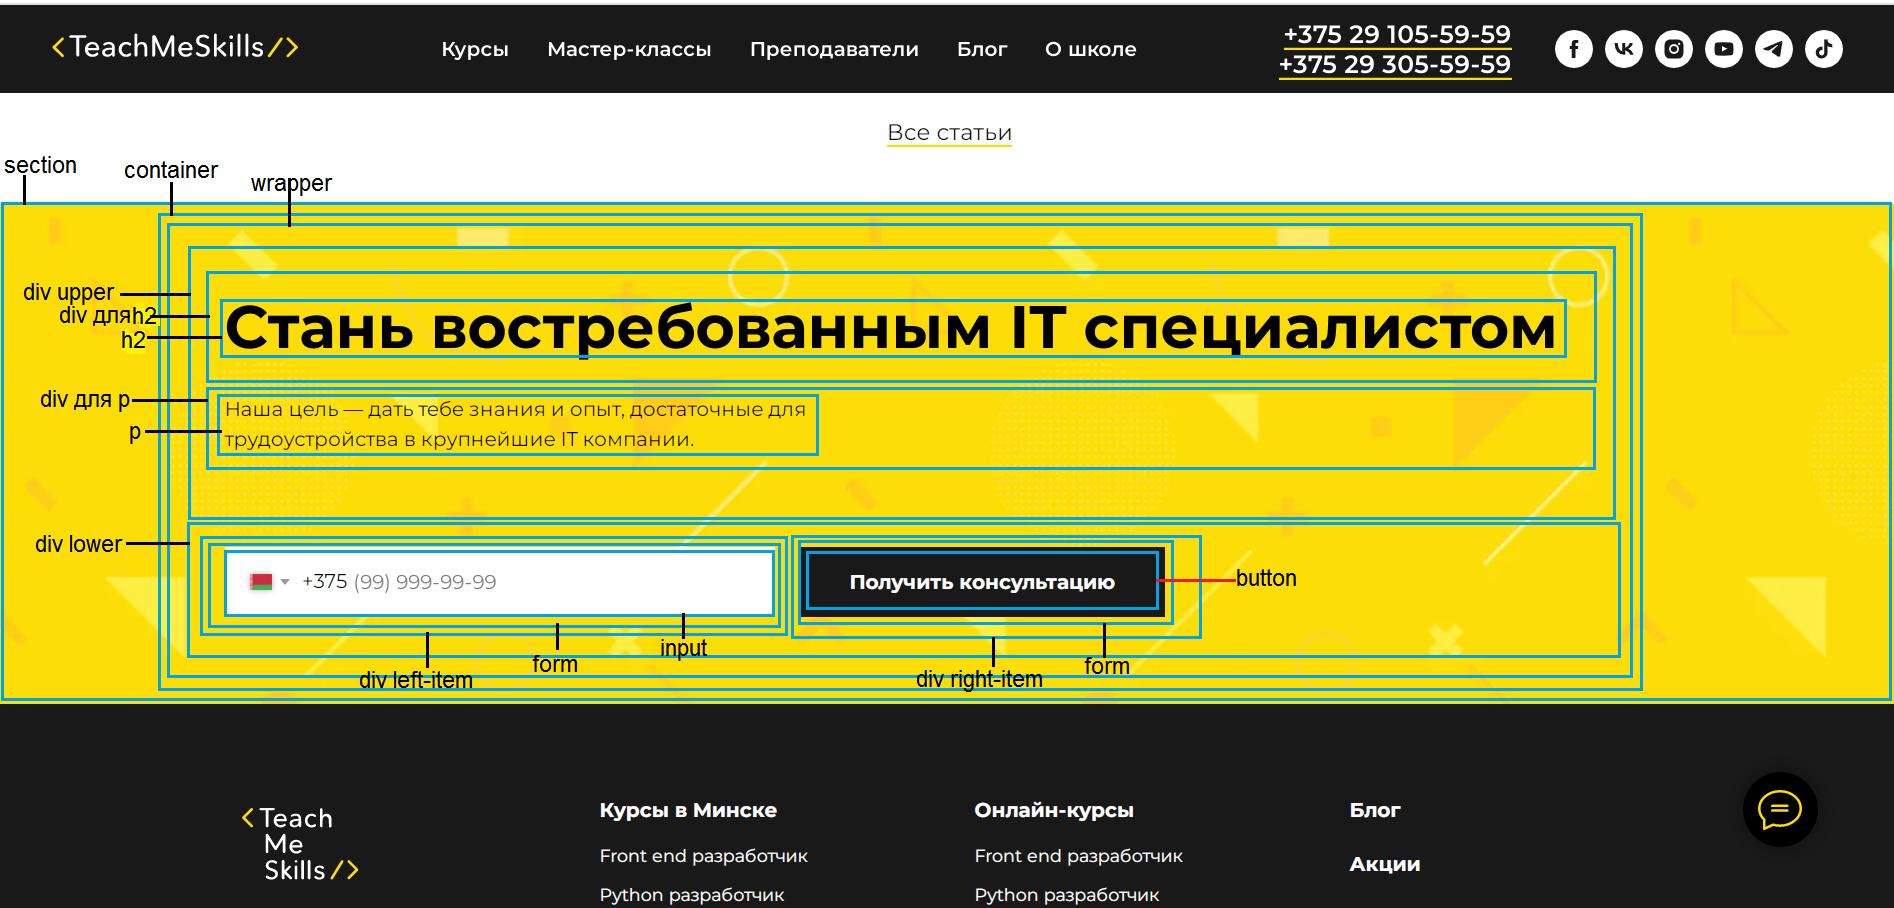 <TeachMeSkills/>
Курсы
Мастер-классы
Преподаватели
Блог
О школе
+375 29 105-59-59
+375 29 305-59-59
Все статьи
section
container
wrapper
div upper
div дляh2
h2
Стань востребованным IT специалистом
div для p
p
Наша цель — дать тебе знания и опыт, достаточные для
трудоустройства в крупнейшие IT компании.
div lower
+375 (99) 999-99-99
Получить консультацию
button
input
form
div left-item
form
div right-item
<Teach
Me
Skills/>
Курсы в Минске
Front end разработчик
Python разработчик
Онлайн-курсы
Front end разработчик
Python разработчик
Блог
Акции